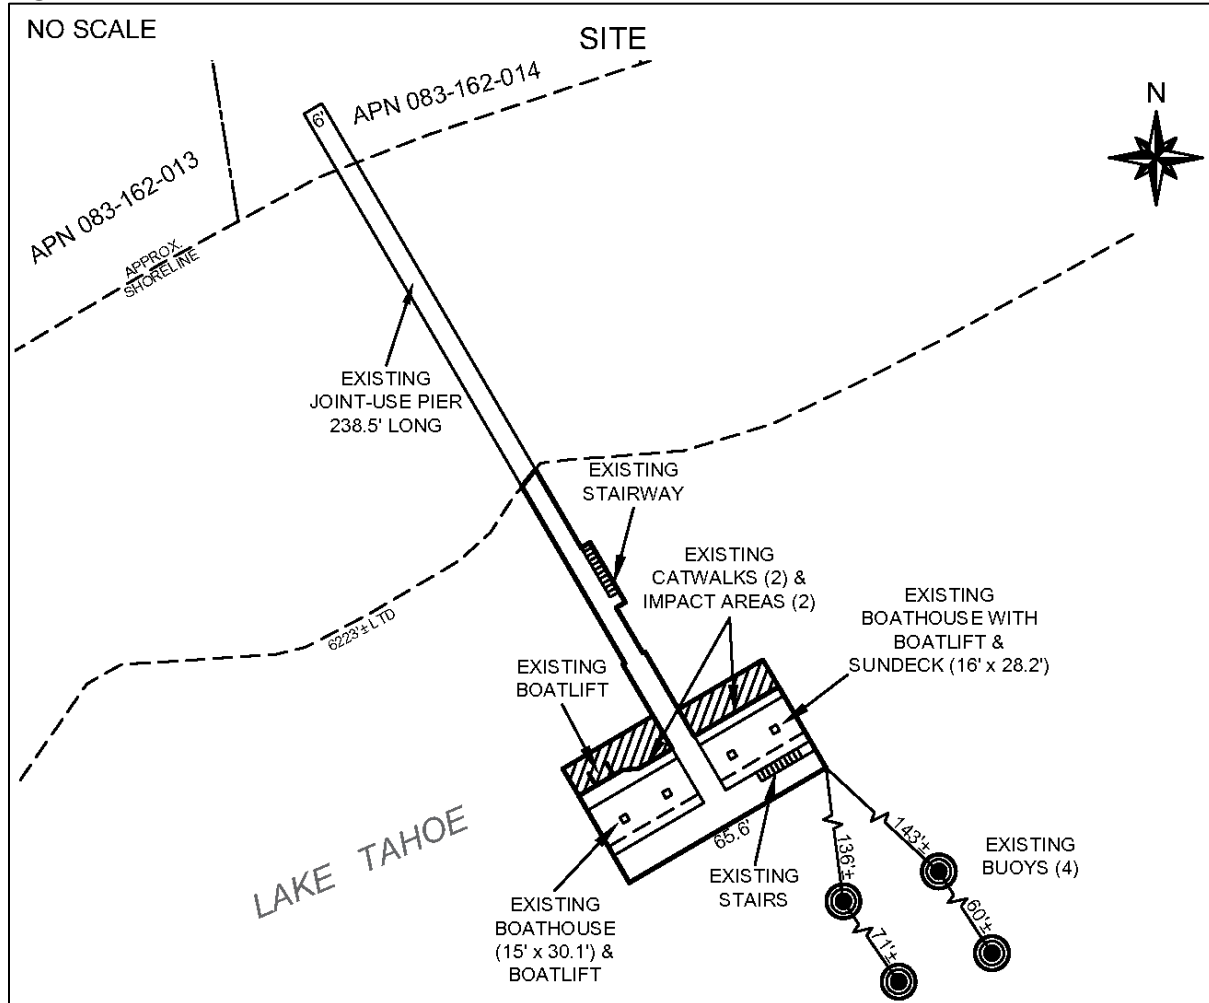 NO SCALE
SITE
N
6'
APN 083-162-014
APN 083-162-013
APPROX.
SHORELINE
EXISTING
JOINT-USE PIER
238.5' LONG
EXISTING
STAIRWAY
EXISTING
CATWALKS (2) &
IMPACT AREAS (2)
EXISTING
BOATHOUSE WITH
BOATLIFT &
SUNDECK (16' x 28.2')
6223'± LTD
EXISTING
BOATLIFT
LAKE TAHOE
65.6'
136'±
143'±
EXISTING
BUOYS (4)
EXISTING
STAIRS
60'±
71'±
EXISTING
BOATHOUSE
(15' x 30.1') &
BOATLIFT